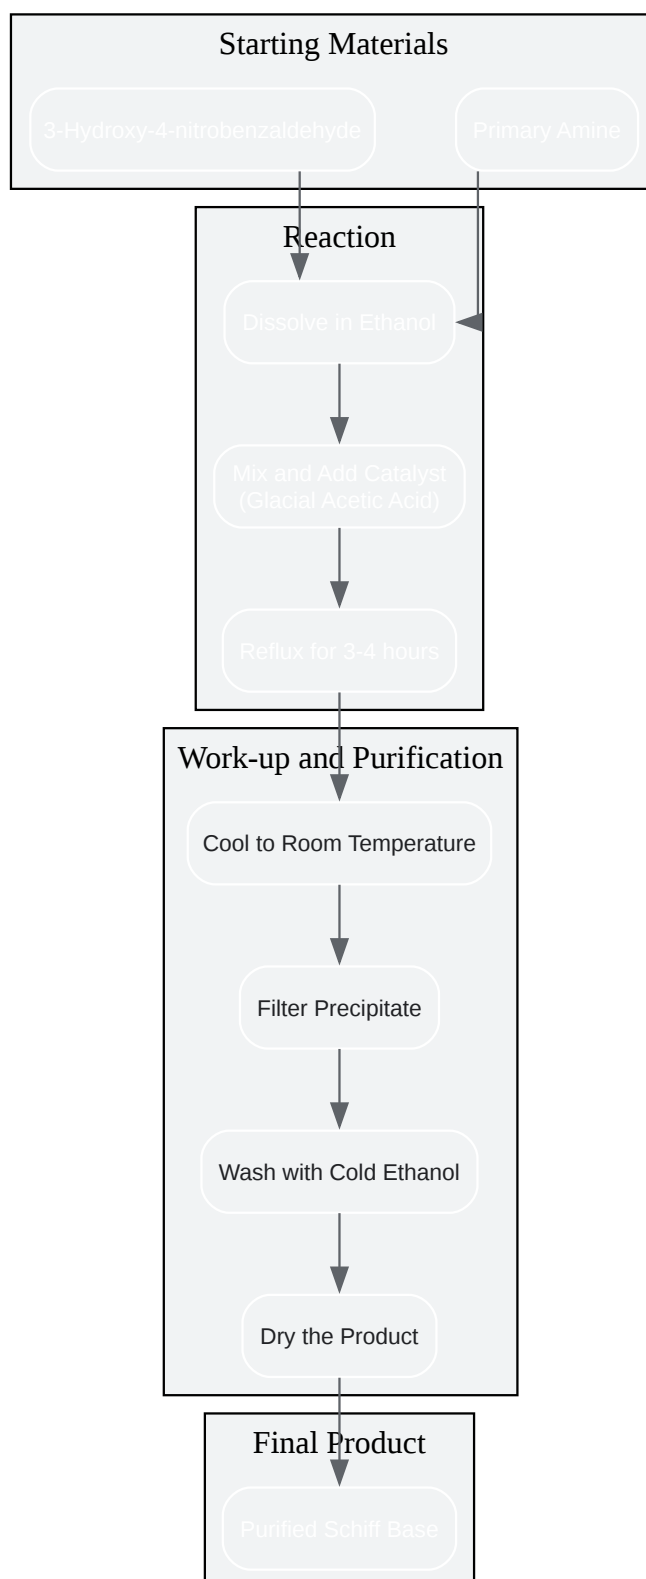 Starting Materials
3-Hydroxy-4-nitrobenzaldehyde
Primary Amine
Reaction
Dissolve in Ethanol
Mix and Add Catalyst
(Glacial Acetic Acid)
Reflux for 3-4 hours
Work-up and Purification
Cool to Room Temperature
Filter Precipitate
Wash with Cold Ethanol
Dry the Product
Final Product
Purified Schiff Base